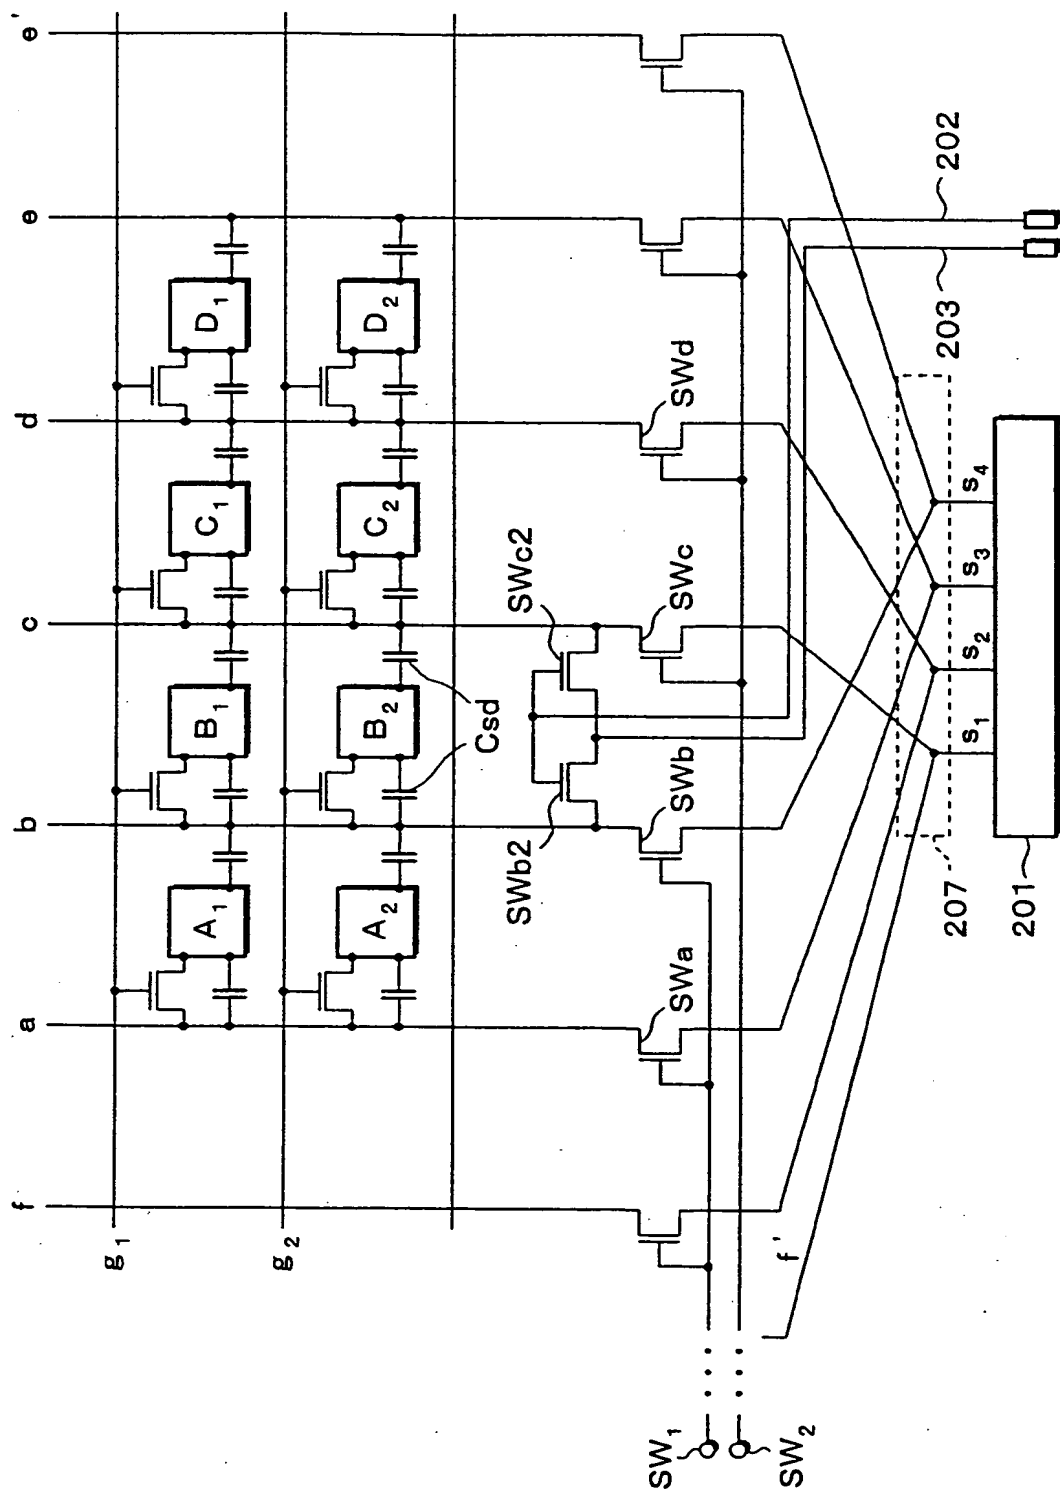 f a b c d e e'
g1
A1 B1 C1 D1
g2
A2 B2 C2 D2
Csd
SWb2 SWc2
SWa SWb SWc SWd
SW1
SW2
f'
207
s1 s2 s3 s4
201
203 202